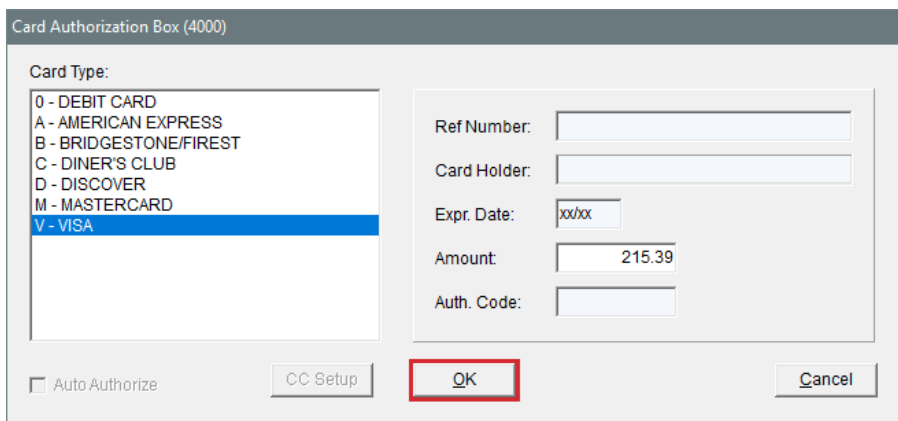 Card Authorization Box (4000)
Card Type:
0 - DEBIT CARD
A - AMERICAN EXPRESS
B - BRIDGESTONE/FIREST
C - DINER'S CLUB
D - DISCOVER
M - MASTERCARD
V - VISA
Ref Number:
Card Holder:
Expr. Date: xx/xx
Amount: 215.39
Auth. Code:
Auto Authorize
CC Setup
OK
Cancel